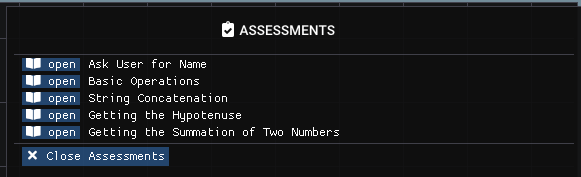 ASSESSMENTS
open Ask User for Name
open Basic Operations
open String Concatenation
open Getting the Hypotenuse
open Getting the Summation of Two Numbers
Close Assessments